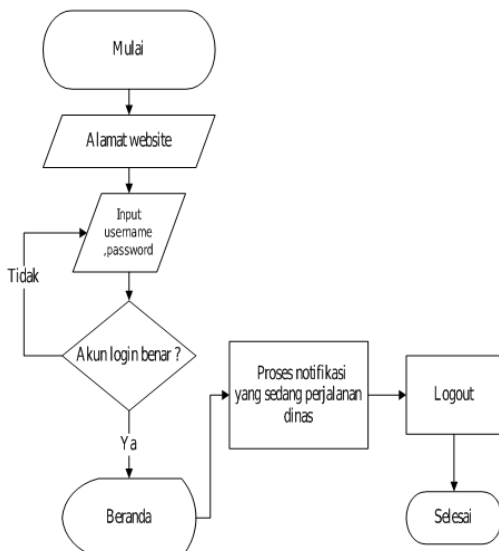 Mulai
Alamat website
Input
username
,password
Tidak
Akun login benar ?
Ya
Beranda
Proses notifikasi
yang sedang perjalanan
dinas
Logout
Selesai